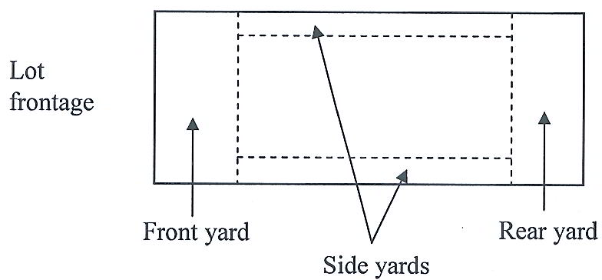 Lot
frontage
Front yard
Side yards
Rear yard